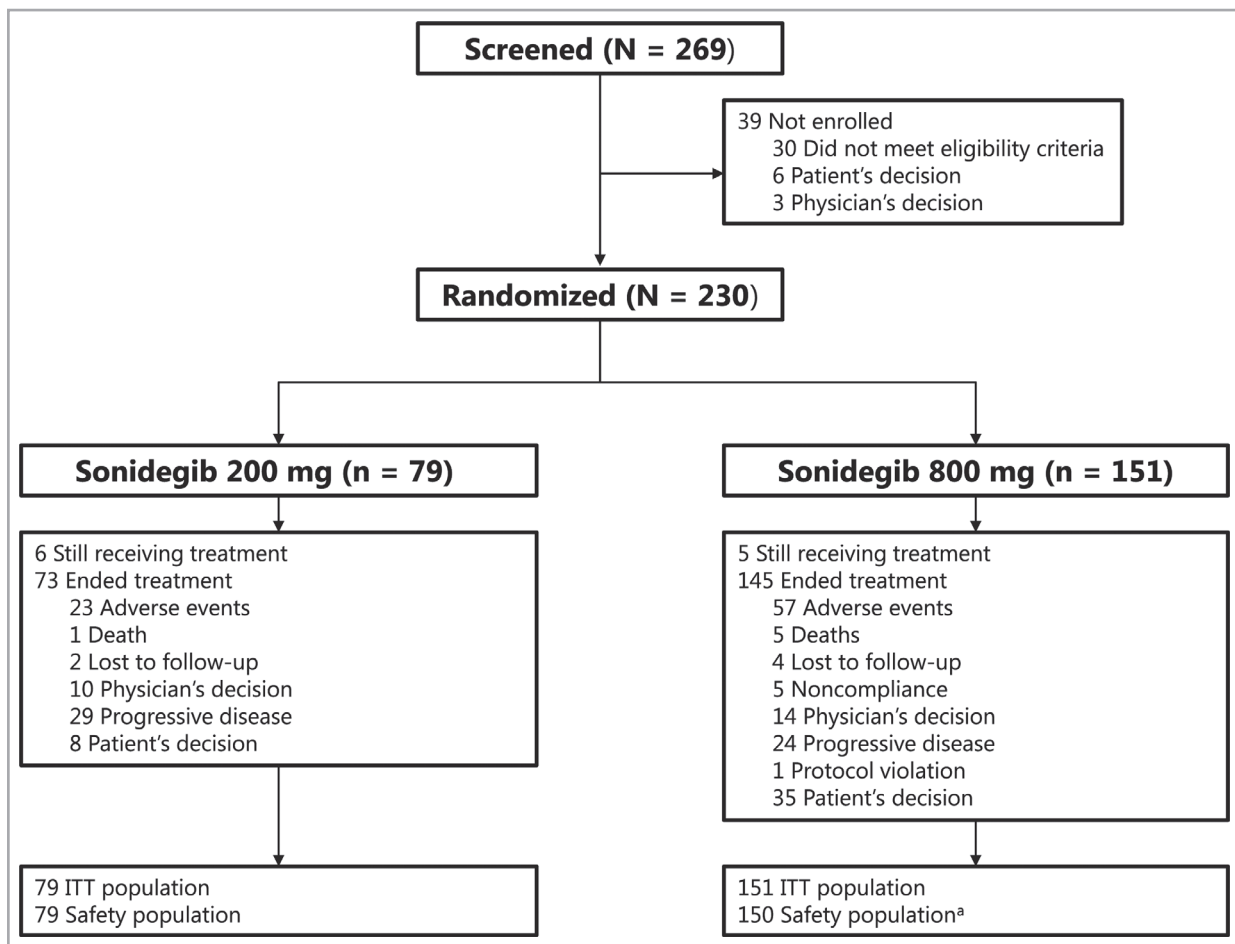 Screened (N = 269)
39 Not enrolled
30 Did not meet eligibility criteria
6 Patient’s decision
3 Physician’s decision
Randomized (N = 230)
Sonidegib 200 mg (n = 79)
6 Still receiving treatment
73 Ended treatment
23 Adverse events
1 Death
2 Lost to follow-up
10 Physician’s decision
29 Progressive disease
8 Patient’s decision
79 ITT population
79 Safety population
Sonidegib 800 mg (n = 151)
5 Still receiving treatment
145 Ended treatment
57 Adverse events
5 Deaths
4 Lost to follow-up
5 Noncompliance
14 Physician’s decision
24 Progressive disease
1 Protocol violation
35 Patient’s decision
151 ITT population
150 Safety populationᵃ